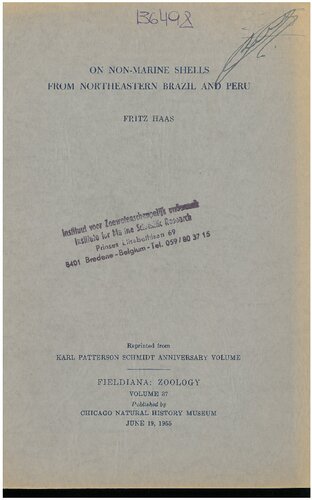 136492
ON NON-MARINE SHELLS
FROM NORTHEASTERN BRAZIL AND PERU
FRITZ HAAS
Instituut voor Zeewetenschappelijk onderzoek
Institute for Marine Scientific Research
Prinses Elisabethlaan 69
8401 Bredene - Belgium - Tel. 059/80 37 15
Reprinted from
KARL PATTERSON SCHMIDT ANNIVERSARY VOLUME
FIELDIANA: ZOOLOGY
VOLUME 37
Published by
CHICAGO NATURAL HISTORY MUSEUM
JUNE 19, 1955